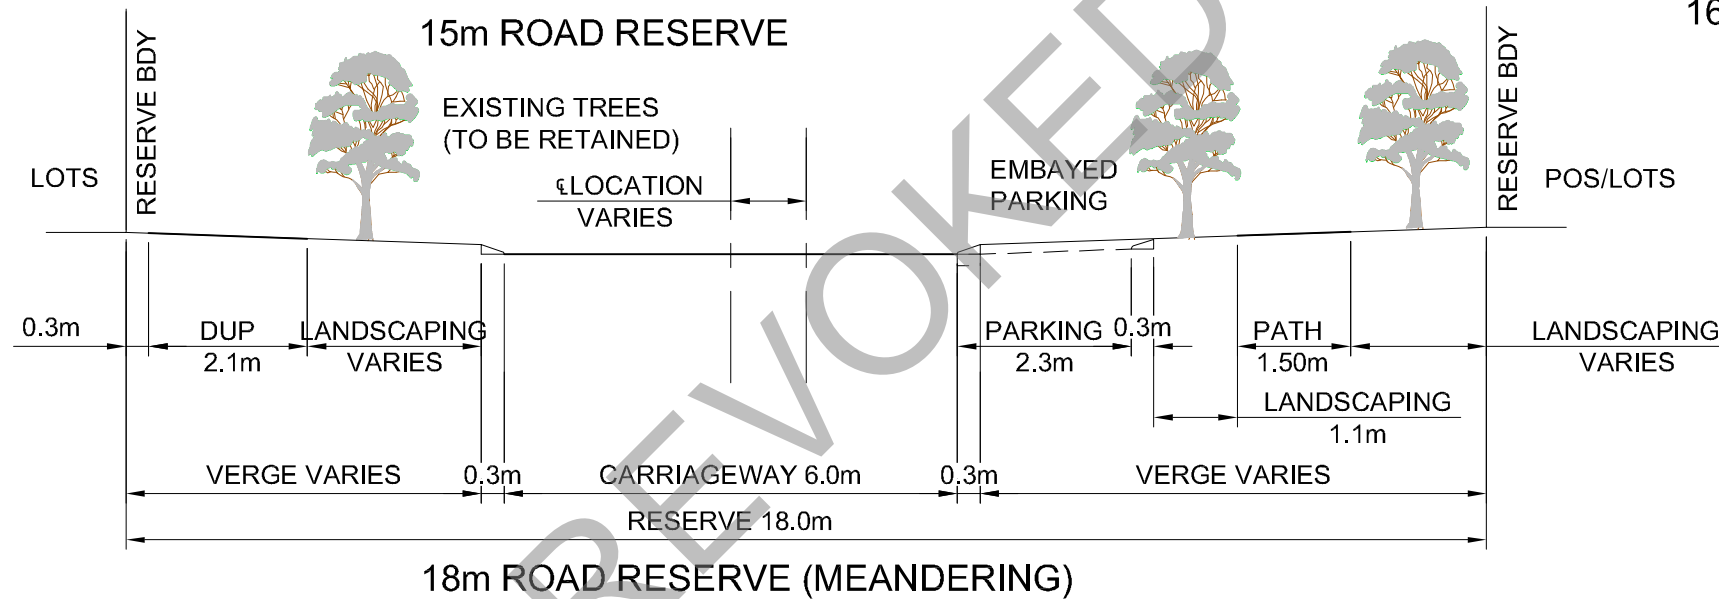 15m ROAD RESERVE
16
RESERVE BDY
EXISTING TREES
(TO BE RETAINED)
LOTS
℄LOCATION
VARIES
EMBAYED
PARKING
RESERVE BDY
POS/LOTS
0.3m
DUP
2.1m
LANDSCAPING
VARIES
PARKING
2.3m
0.3m
PATH
1.50m
LANDSCAPING
VARIES
LANDSCAPING
1.1m
VERGE VARIES
0.3m
CARRIAGEWAY 6.0m
0.3m
VERGE VARIES
RESERVE 18.0m
18m ROAD RESERVE (MEANDERING)
REVOKED